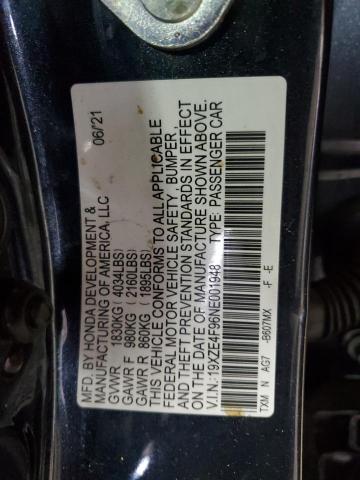 MFD. BY HONDA DEVELOPMENT &
MANUFACTURING OF AMERICA, LLC 06/21
GVWR 1830KG ( 4034LBS)
GAWR F 980KG ( 2160LBS)
GAWR R 860KG ( 1896LBS)
THIS VEHICLE CONFORMS TO ALL APPLICABLE
FEDERAL MOTOR VEHICLE SAFETY, BUMPER,
AND THEFT PREVENTION STANDARDS IN EFFECT
ON THE DATE OF MANUFACTURE SHOWN ABOVE.
V.I.N.:19XZE4F96NE001948 TYPE: PASSENGER CAR
TXM N AG7 -B607MX -F -E